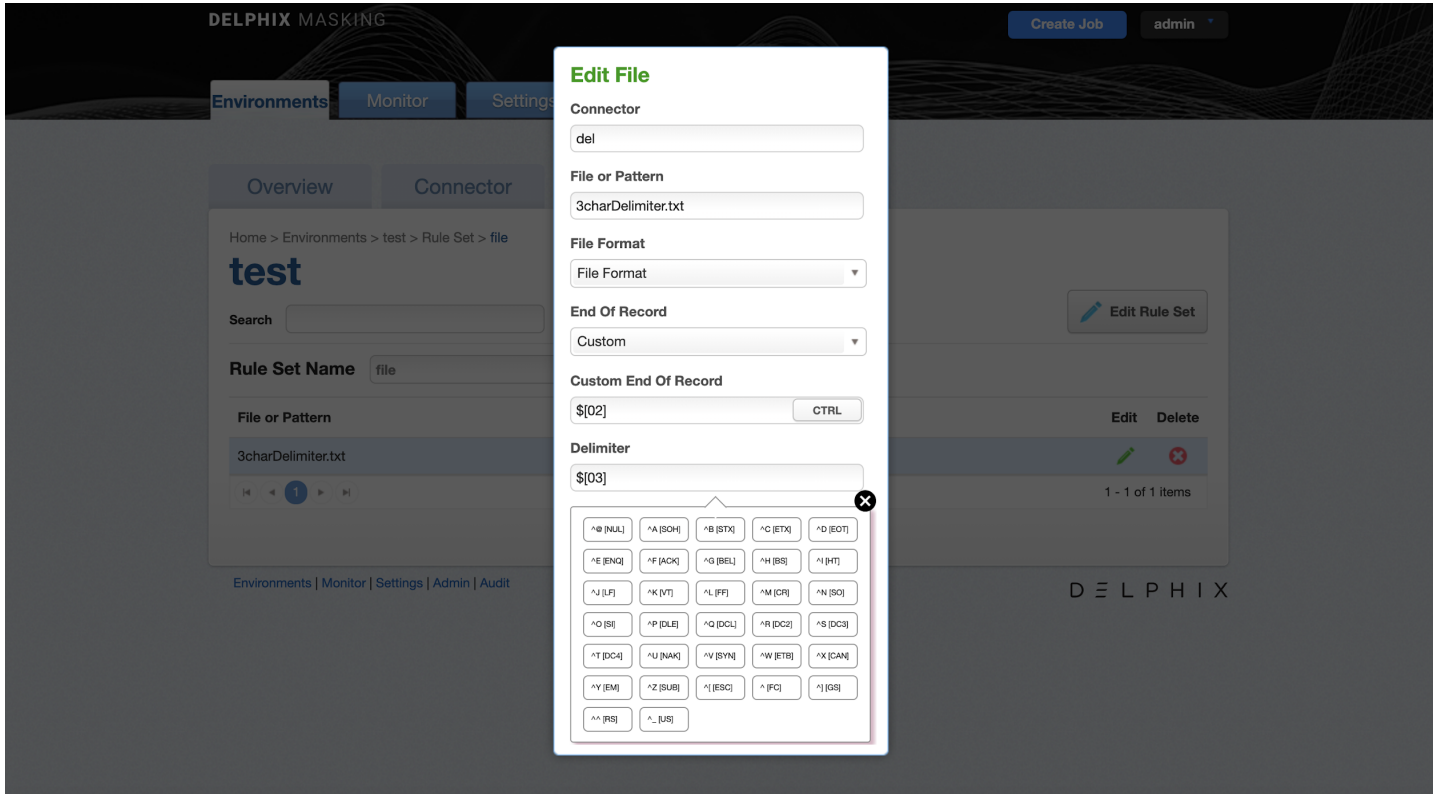 DELPHIX MASKING
Create Job
admin
Environments
Monitor
Settings
Overview
Connector
Home > Environments > test > Rule Set > file
test
Search
Edit Rule Set
Rule Set Name
file
File or Pattern
Edit Delete
3charDelimiter.txt
1
1 - 1 of 1 items
Environments | Monitor | Settings | Admin | Audit
DELPHIX
Edit File
Connector
del
File or Pattern
3charDelimiter.txt
File Format
File Format
End Of Record
Custom
Custom End Of Record
$[02]
CTRL
Delimiter
$[03]
^@ [NUL] ^A [SOH] ^B [STX] ^C [ETX] ^D [EOT]
^E [ENQ] ^F [ACK] ^G [BEL] ^H [BS] ^I [HT]
^J [LF] ^K [VT] ^L [FF] ^M [CR] ^N [SO]
^O [SI] ^P [DLE] ^Q [DCL] ^R [DC2] ^S [DC3]
^T [DC4] ^U [NAK] ^V [SYN] ^W [ETB] ^X [CAN]
^Y [EM] ^Z [SUB] ^[ [ESC] ^ [FC] ^] [GS]
^^ [RS] ^_ [US]